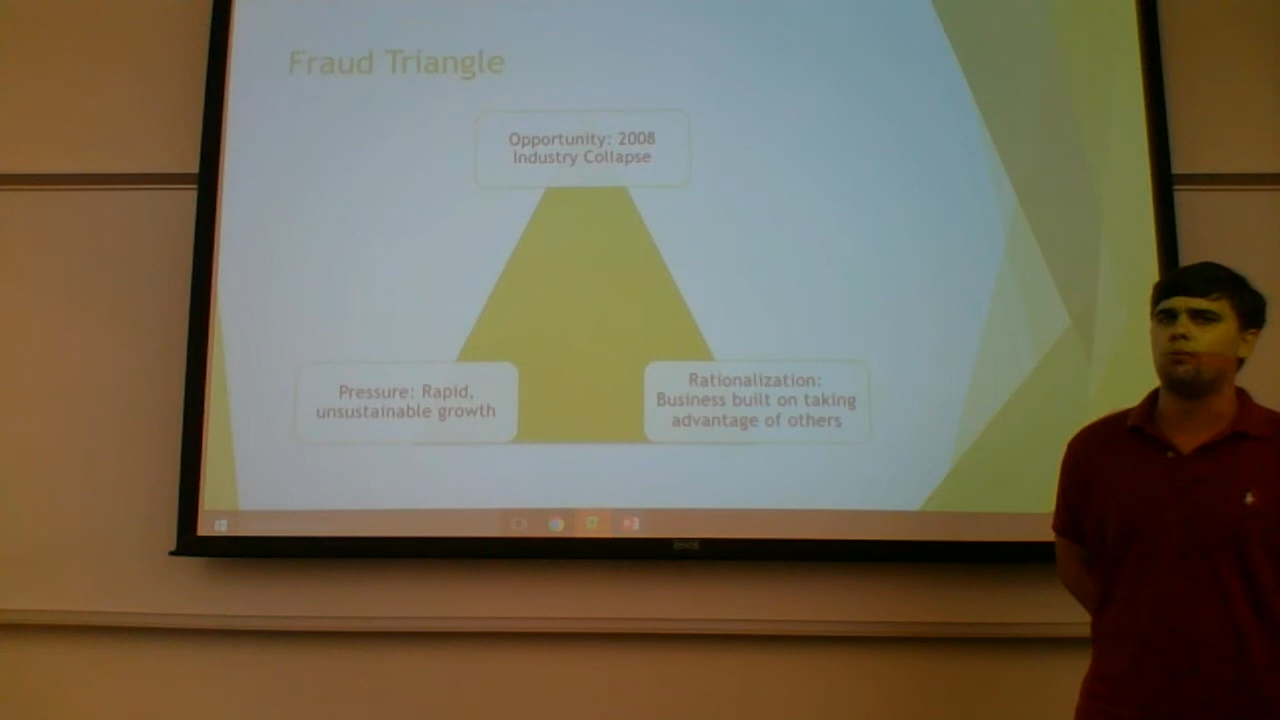 Fraud Triangle
Opportunity: 2008
Industry Collapse
Pressure: Rapid,
unsustainable growth
Rationalization:
Business built on taking
advantage of others